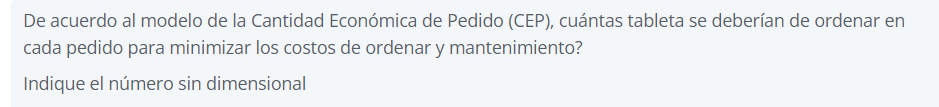 De acuerdo al modelo de la Cantidad Económica de Pedido (CEP), cuántas tableta se deberían de ordenar en
cada pedido para minimizar los costos de ordenar y mantenimiento?
Indique el número sin dimensional